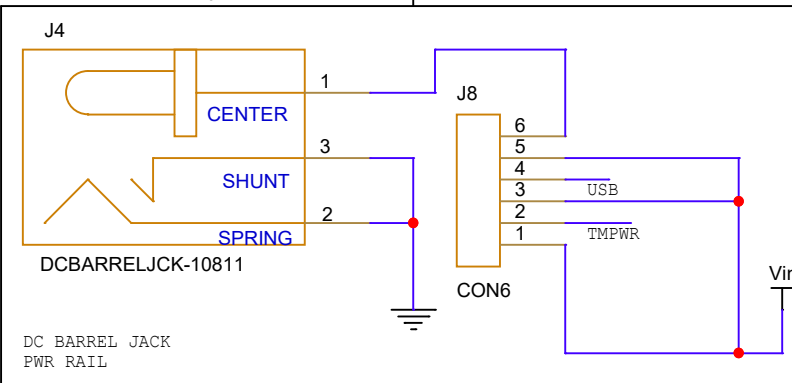 J4
1
CENTER
3
SHUNT
2
SPRING
DCBARRELJCK-10811
DC BARREL JACK
PWR RAIL
J8
6
5
4
USB
3
2
TMPWR
1
CON6
Vin